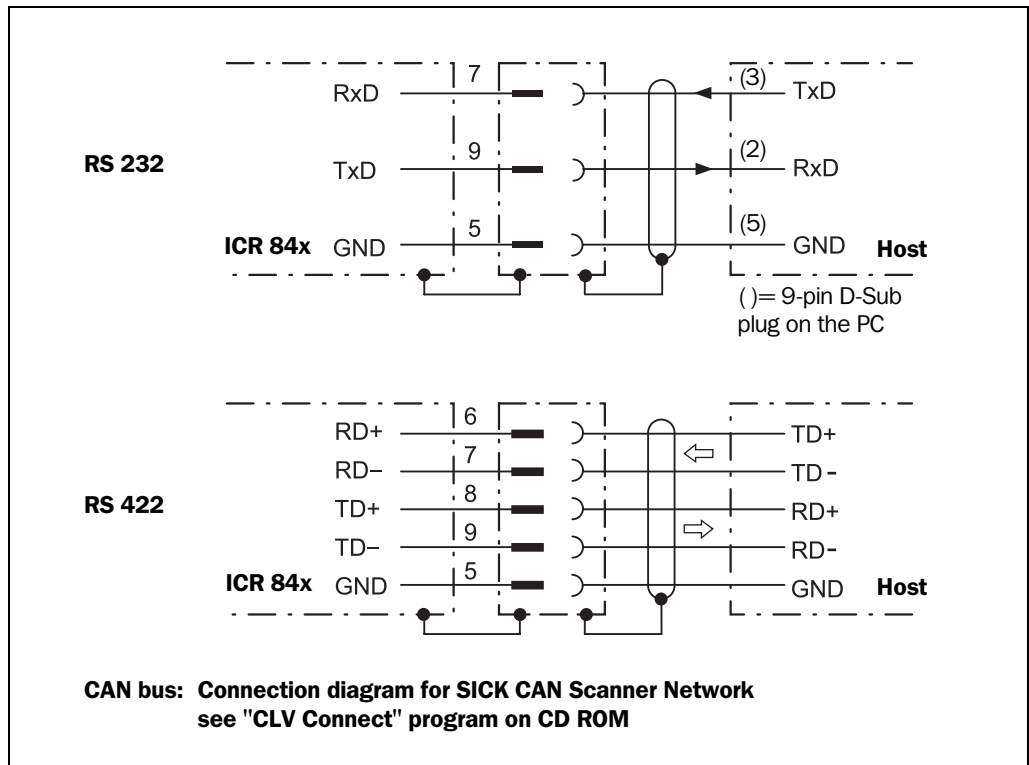 RxD 7 (3) TxD
RS 232
TxD 9 (2) RxD
ICR 84x GND 5 (5) GND Host
( )= 9-pin D-Sub
plug on the PC
RD+ 6 TD+
RD– 7 TD-
RS 422
TD+ 8 RD+
TD– 9 RD-
ICR 84x GND 5 GND Host
CAN bus: Connection diagram for SICK CAN Scanner Network
see "CLV Connect" program on CD ROM